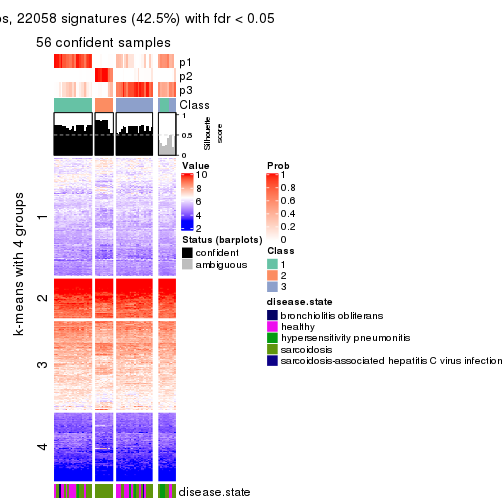 os, 22058 signatures (42.5%) with fdr < 0.05
56 confident samples
p1
p2
p3
Class
1
0.5
0
Silhouette
score
k-means with 4 groups
1
2
3
4
disease.state
Value
10
8
6
4
2
Status (barplots)
confident
ambiguous
Prob
1
0.8
0.6
0.4
0.2
0
Class
1
2
3
disease.state
bronchiolitis obliterans
healthy
hypersensitivity pneumonitis
sarcoidosis
sarcoidosis-associated hepatitis C virus infection